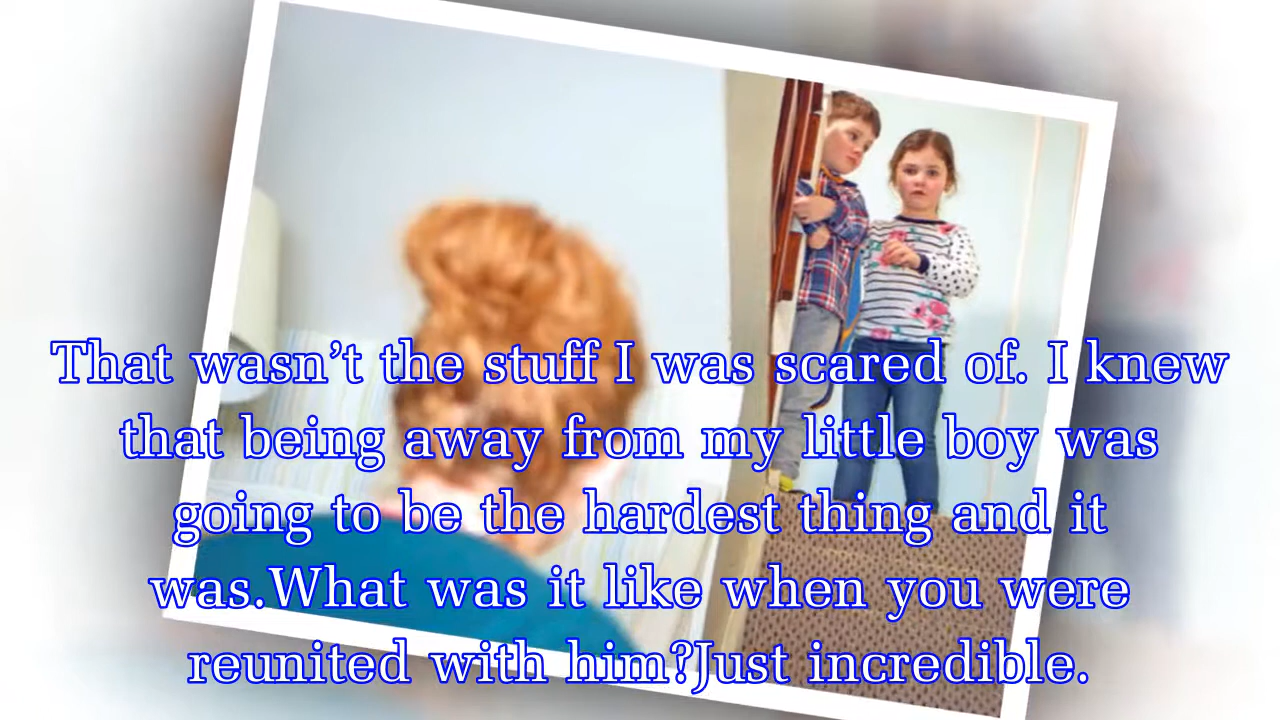 That wasn’t the stuff I was scared of. I knew
that being away from my little boy was
going to be the hardest thing and it
was.What was it like when you were
reunited with him?Just incredible.